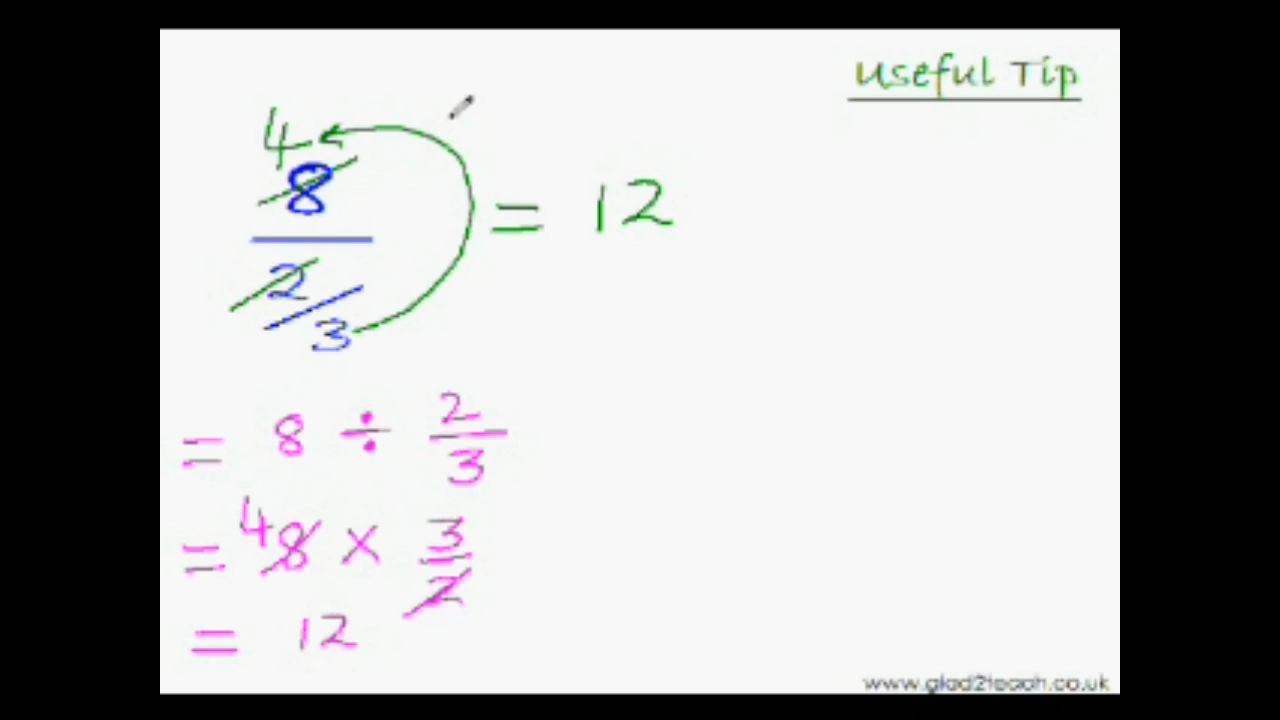 Useful Tip
4
8
2/3 = 12
= 8 ÷ 2/3
= 4 8 × 3/2
= 12
www.glad2teach.co.uk